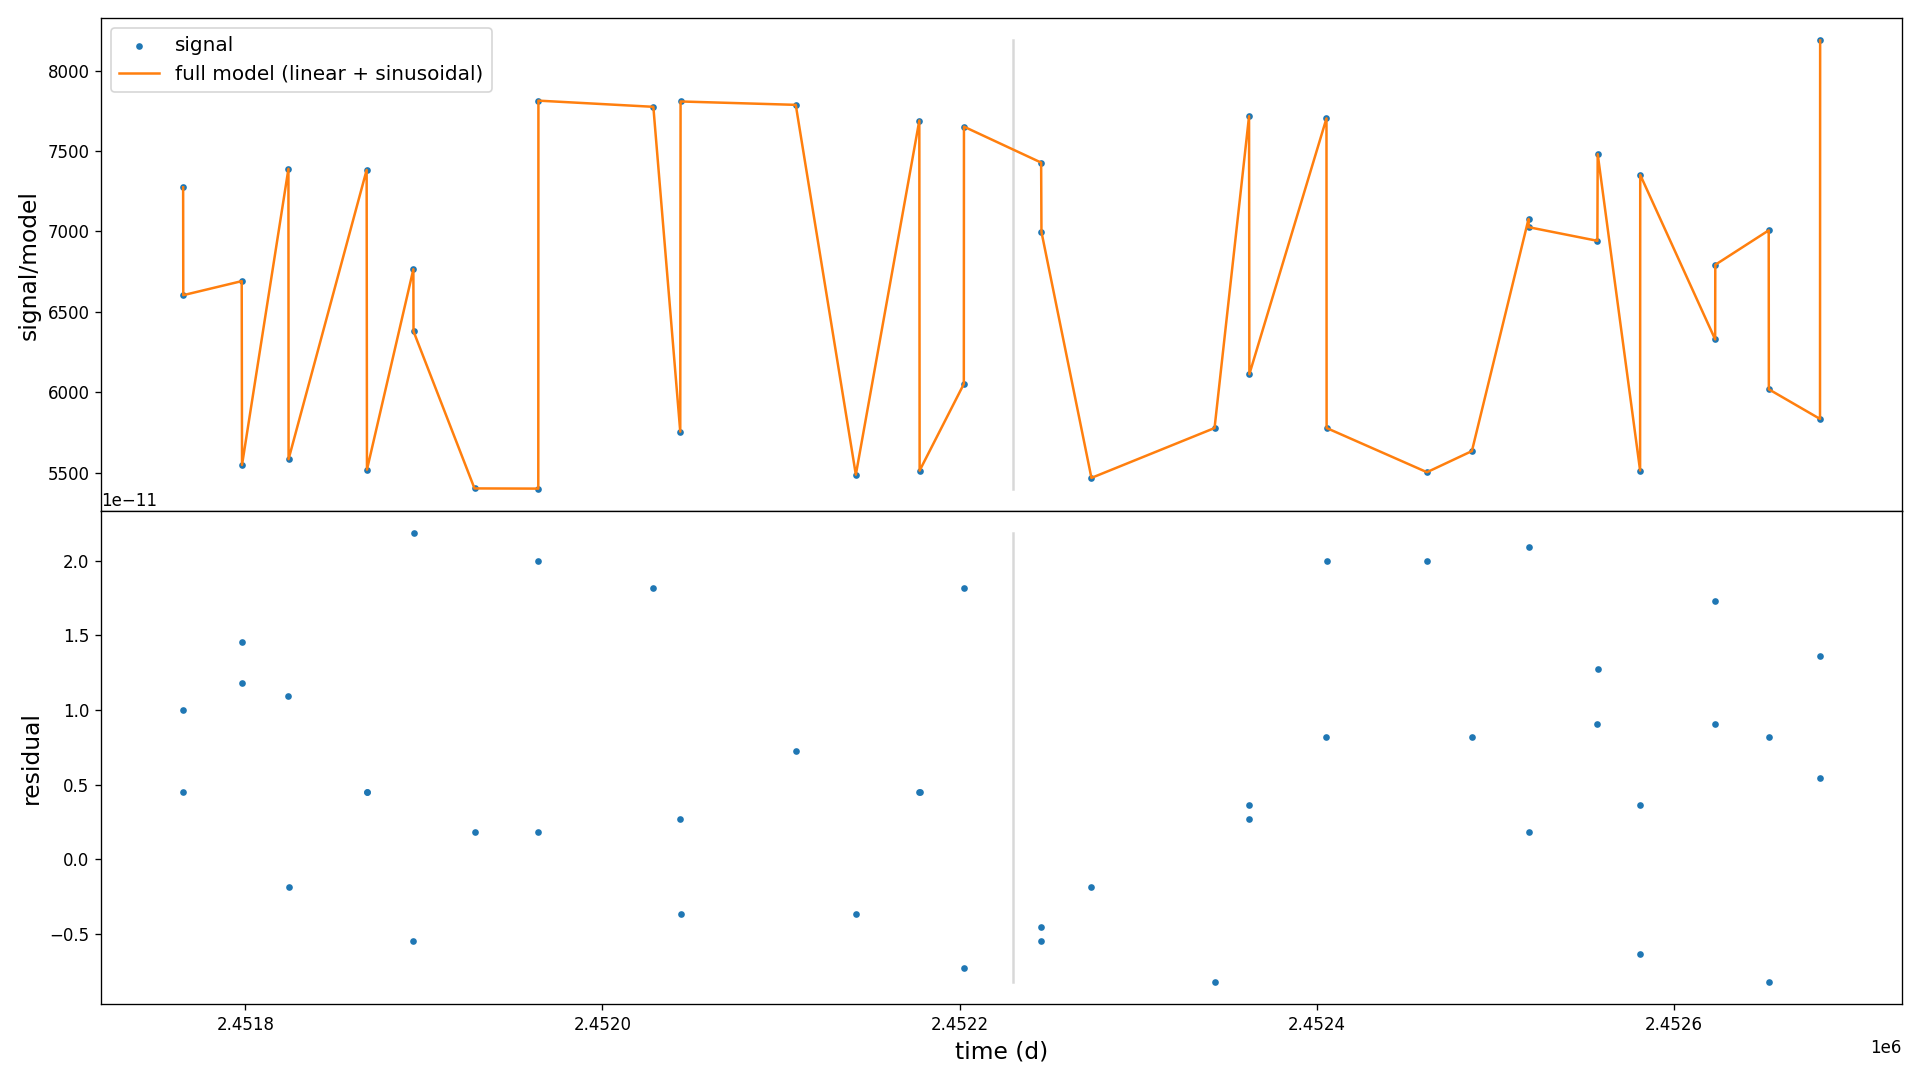 signal
full model (linear + sinusoidal)
8000
7500
7000
6500
6000
5500
signal/model
1e−11
2.0
1.5
1.0
0.5
0.0
−0.5
residual
2.4518
2.4520
2.4522
2.4524
2.4526
time (d)
1e6